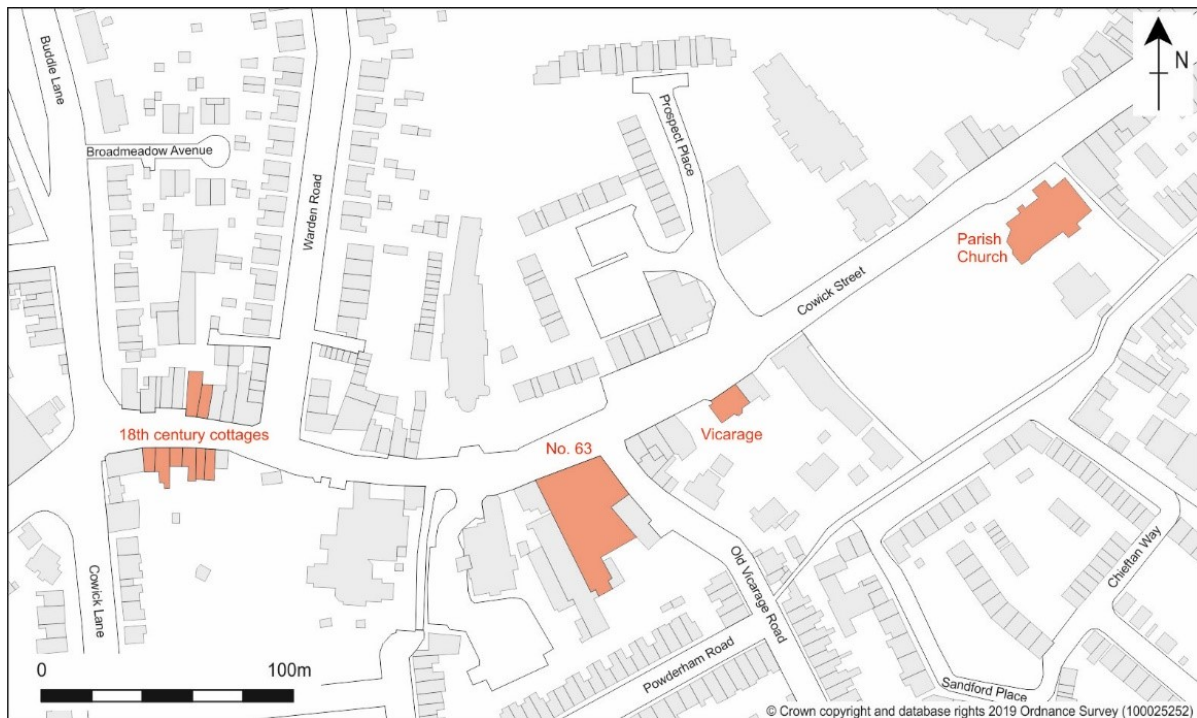 Buddle Lane
Broadmeadow Avenue
Warden Road
Prospect Place
N
Parish
Church
Cowick Street
18th century cottages
No. 63
Vicarage
Cowick Lane
Old Vicarage Road
Chieftan Way
Powderham Road
Sandford Place
0 100m
© Crown copyright and database rights 2019 Ordnance Survey (100025252)